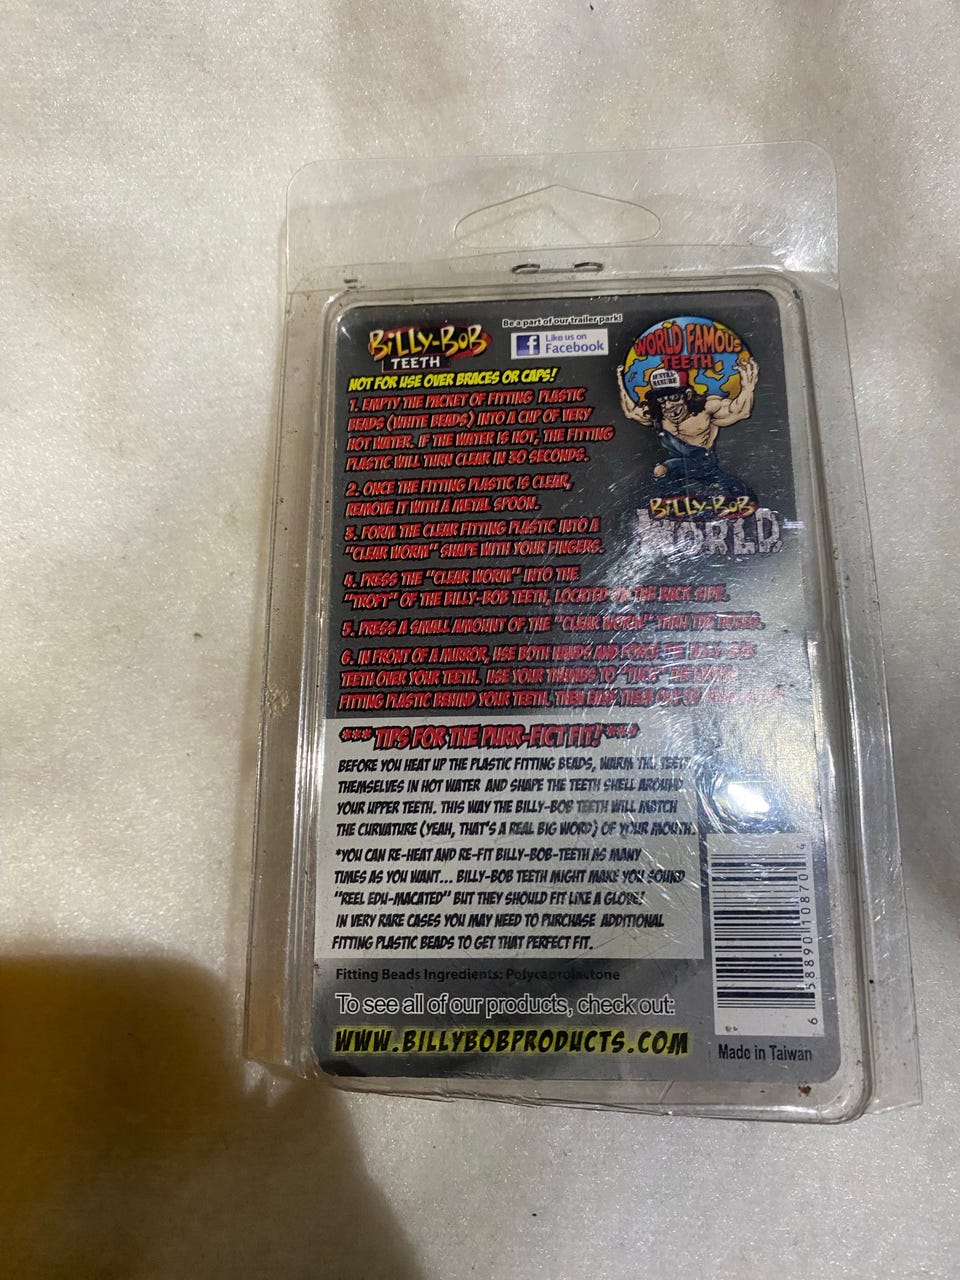 Be a part of our trailer park!
BILLY-BOB
TEETH
f Like us on
Facebook
WORLD FAMOUS
TEETH
BILLY-BOB
WORLD
NOT FOR USE OVER BRACES OR CAPS!
1. EMPTY THE PACKET OF FITTING PLASTIC
BEADS (WHITE BEADS) INTO A CUP OF VERY
HOT WATER. IF THE WATER IS HOT, THE FITTING
PLASTIC WILL TURN CLEAR IN 30 SECONDS.
2. ONCE THE FITTING PLASTIC IS CLEAR,
REMOVE IT WITH A METAL SPOON.
3. FORM THE CLEAR FITTING PLASTIC INTO A
"CLEAR WORM" SHAPE WITH YOUR FINGERS.
4. PRESS THE "CLEAR WORM" INTO THE
"TROFT" OF THE BILLY-BOB TEETH, LOCATED ON THE BACK SIDE.
5. PRESS A SMALL AMOUNT OF THE "CLEAR WORM"
6. IN FRONT OF A MIRROR, USE BOTH HANDS AND FORCE THE BILLY-BOB
TEETH OVER YOUR TEETH. USE YOUR THUMBS TO "TUCK" THE
FITTING PLASTIC BEHIND YOUR TEETH, THEN
*** TIPS FOR THE PURR-FICT FIT! ***
BEFORE YOU HEAT UP THE PLASTIC FITTING BEADS, WARM THE TEETH
THEMSELVES IN HOT WATER AND SHAPE THE TEETH SHELL AROUND
YOUR UPPER TEETH. THIS WAY THE BILLY-BOB TEETH WILL MATCH
THE CURVATURE (YEAH, THAT'S A REAL BIG WORD) OF YOUR MOUTH.
*YOU CAN RE-HEAT AND RE-FIT BILLY-BOB-TEETH AS MANY
TIMES AS YOU WANT... BILLY-BOB TEETH MIGHT MAKE YOU SOUND
"REEL EDU-MACATED" BUT THEY SHOULD FIT LIKE A GLOVE!
IN VERY RARE CASES YOU MAY NEED TO PURCHASE ADDITIONAL
FITTING PLASTIC BEADS TO GET THAT PERFECT FIT.
Fitting Beads Ingredients: Polycaprolactone
To see all of our products, check out:
WWW.BILLYBOBPRODUCTS.COM
6 58890 10870 4
Made in Taiwan